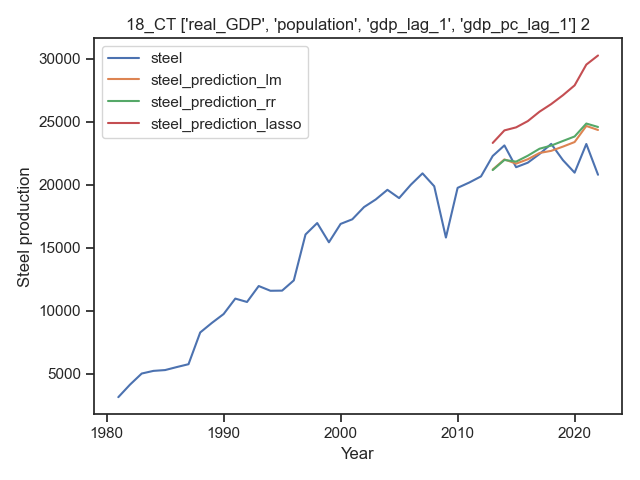 18_CT ['real_GDP', 'population', 'gdp_lag_1', 'gdp_pc_lag_1'] 2
steel
steel_prediction_lm
steel_prediction_rr
steel_prediction_lasso
Steel production
30000
25000
20000
15000
10000
5000
1980
1990
2000
2010
2020
Year